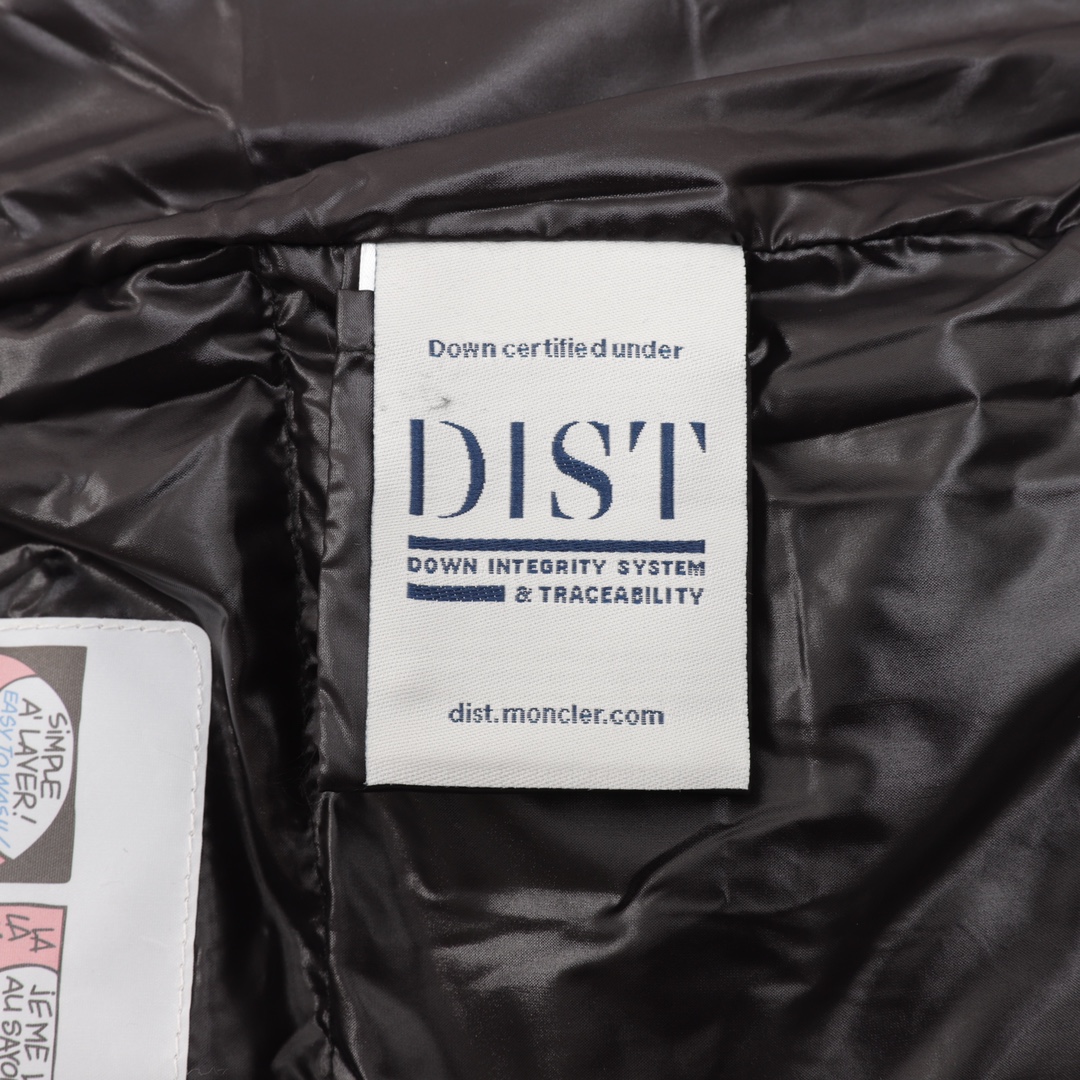 Down certified under
DIST
DOWN INTEGRITY SYSTEM
& TRACEABILITY
dist.moncler.com
SiMPLE
A' LAVER!
EASY TO WASH!
LA
LÀ
JE ME
AU SAVO